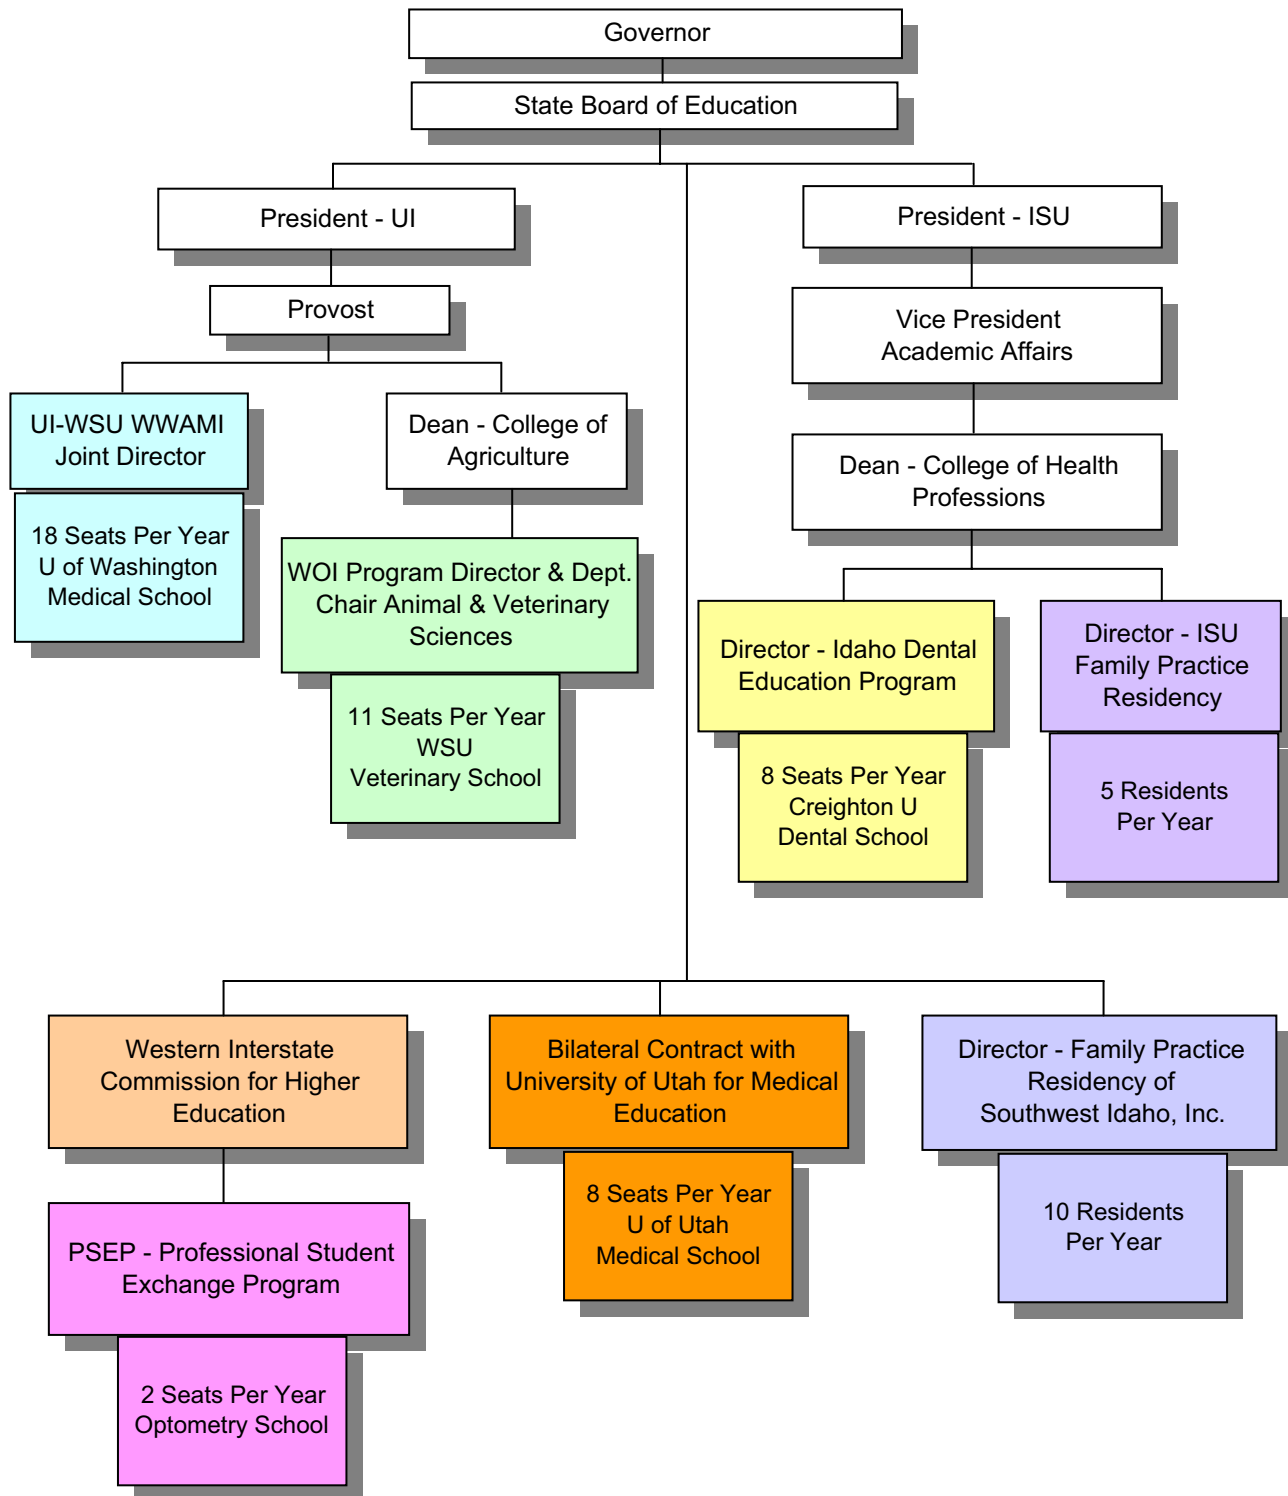 Governor
State Board of Education
President - UI
President - ISU
Provost
Vice President
Academic Affairs
UI-WSU WWAMI
Joint Director
Dean - College of
Agriculture
Dean - College of Health
Professions
18 Seats Per Year
U of Washington
Medical School
WOI Program Director & Dept.
Chair Animal & Veterinary
Sciences
11 Seats Per Year
WSU
Veterinary School
Director - Idaho Dental
Education Program
Director - ISU
Family Practice
Residency
8 Seats Per Year
Creighton U
Dental School
5 Residents
Per Year
Western Interstate
Commission for Higher
Education
Bilateral Contract with
University of Utah for Medical
Education
Director - Family Practice
Residency of
Southwest Idaho, Inc.
PSEP - Professional Student
Exchange Program
8 Seats Per Year
U of Utah
Medical School
10 Residents
Per Year
2 Seats Per Year
Optometry School